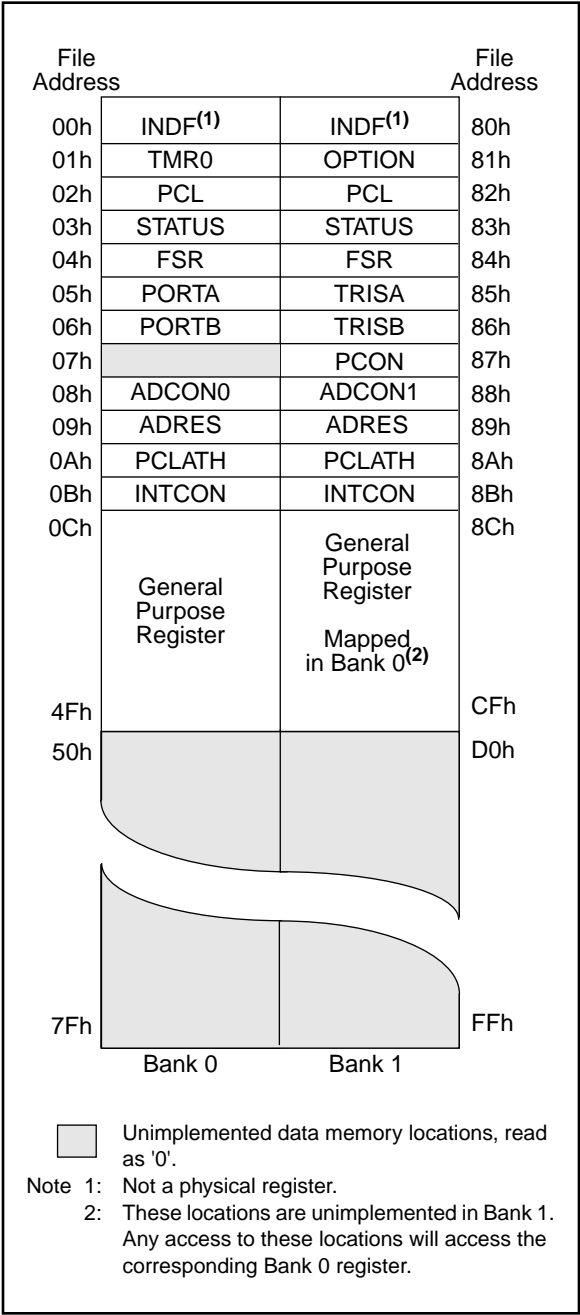 File
Address
File
Address
00h INDF(1) INDF(1) 80h
01h TMR0 OPTION 81h
02h PCL PCL 82h
03h STATUS STATUS 83h
04h FSR FSR 84h
05h PORTA TRISA 85h
06h PORTB TRISB 86h
07h PCON 87h
08h ADCON0 ADCON1 88h
09h ADRES ADRES 89h
0Ah PCLATH PCLATH 8Ah
0Bh INTCON INTCON 8Bh
0Ch 8Ch
General
Purpose
Register
General
Purpose
Register
Mapped
in Bank 0(2)
4Fh CFh
50h D0h
7Fh FFh
Bank 0 Bank 1
Unimplemented data memory locations, read
as '0'.
Note 1: Not a physical register.
2: These locations are unimplemented in Bank 1.
Any access to these locations will access the
corresponding Bank 0 register.